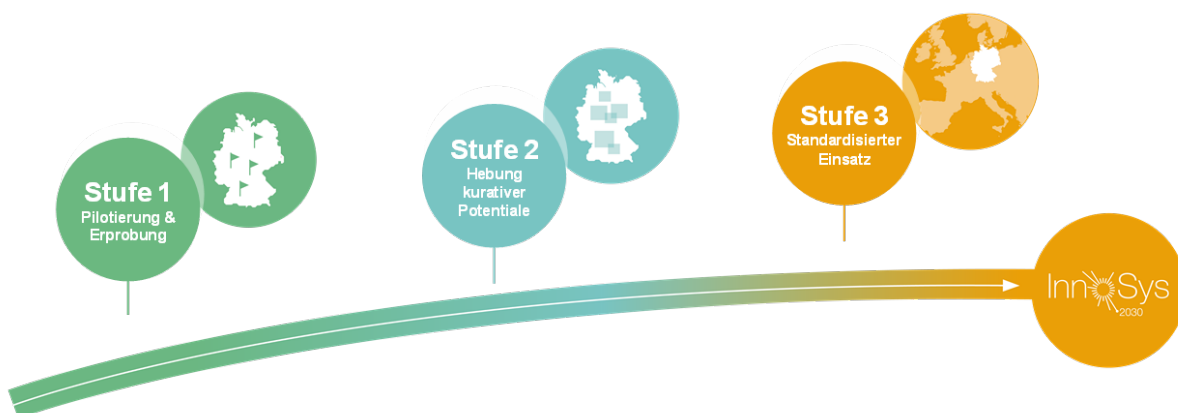 Stufe 1
Pilotierung &
Erprobung
Stufe 2
Hebung
kurativer
Potentiale
Stufe 3
Standardisierter
Einsatz
InnoSys
2030